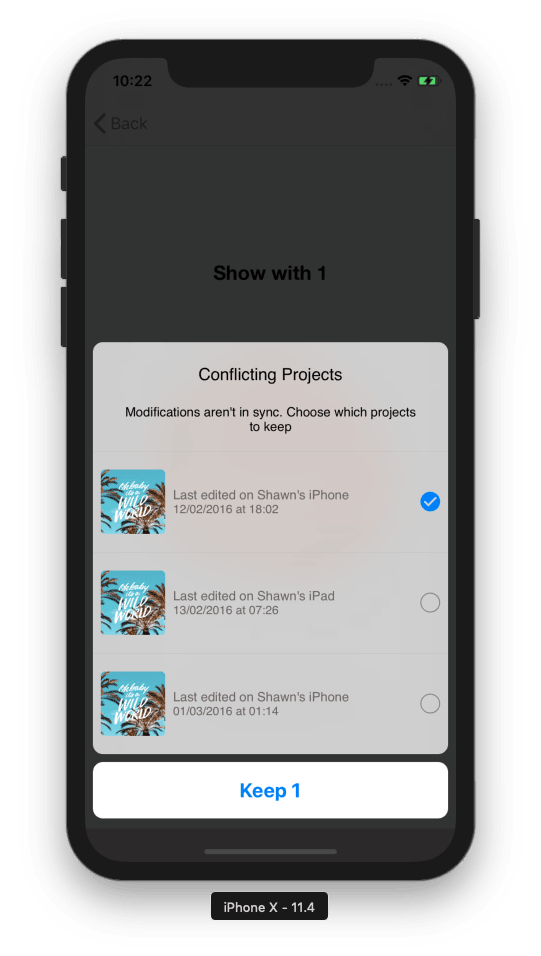 10:22
Back
Show with 1
Conflicting Projects
Modifications aren't in sync. Choose which projects
to keep
Oh baby
it's a
WILD
WORLD
Last edited on Shawn's iPhone
12/02/2016 at 18:02
Oh baby
it's a
WILD
WORLD
Last edited on Shawn's iPad
13/02/2016 at 07:26
Oh baby
it's a
WILD
WORLD
Last edited on Shawn's iPhone
01/03/2016 at 01:14
Keep 1
iPhone X - 11.4